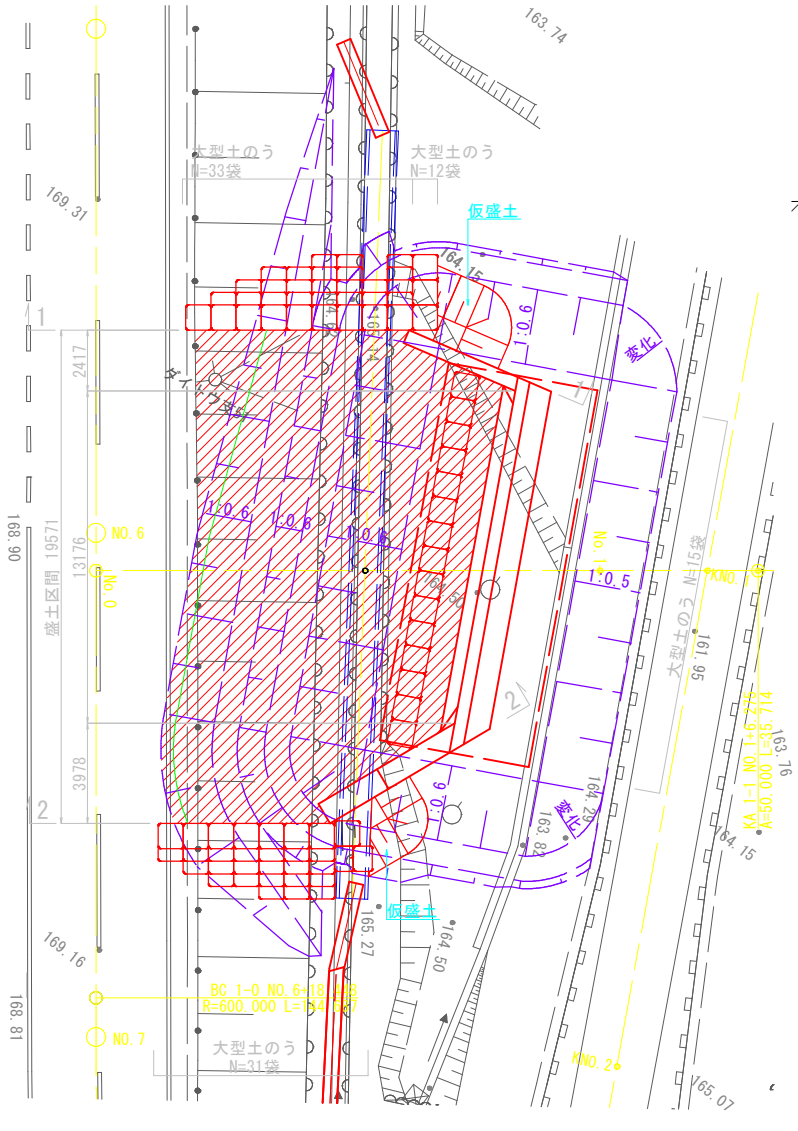 163.74
大型土のう
N=33袋
大型土のう
N=12袋
169.31
仮盛土
164.15
1:0.6
変化
1
2417
1
1:0.6
1:0.6
1:0.6
168.90
NO.6
No.0
盛土区間 19571
13176
164.50
No.1
1:0.5
大型土のう N=15袋
161.95
2
KA 1-1 NO.1+6.275
A=50.000 L=35.714
163.76
3978
2
1:0.6
変化
164.29
163.82
164.15
仮盛土
165.27
164.50
169.16
168.81
BC 1-0 NO.6+18
R=600.000 L=144
NO.7
大型土のう
N=31袋
KNO.2
165.07